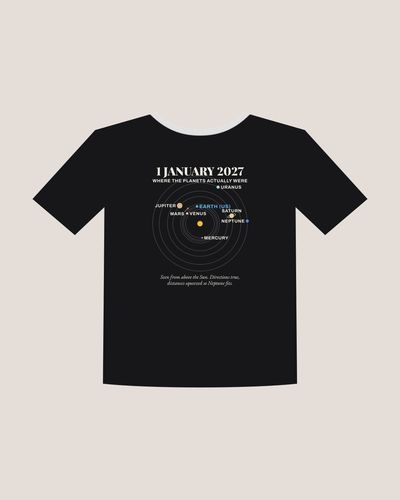 1 JANUARY 2027
WHERE THE PLANETS ACTUALLY WERE
URANUS
JUPITER
EARTH (US)
SATURN
MARS
VENUS
NEPTUNE
MERCURY
Seen from above the Sun. Directions true,
distances squeezed so Neptune fits.